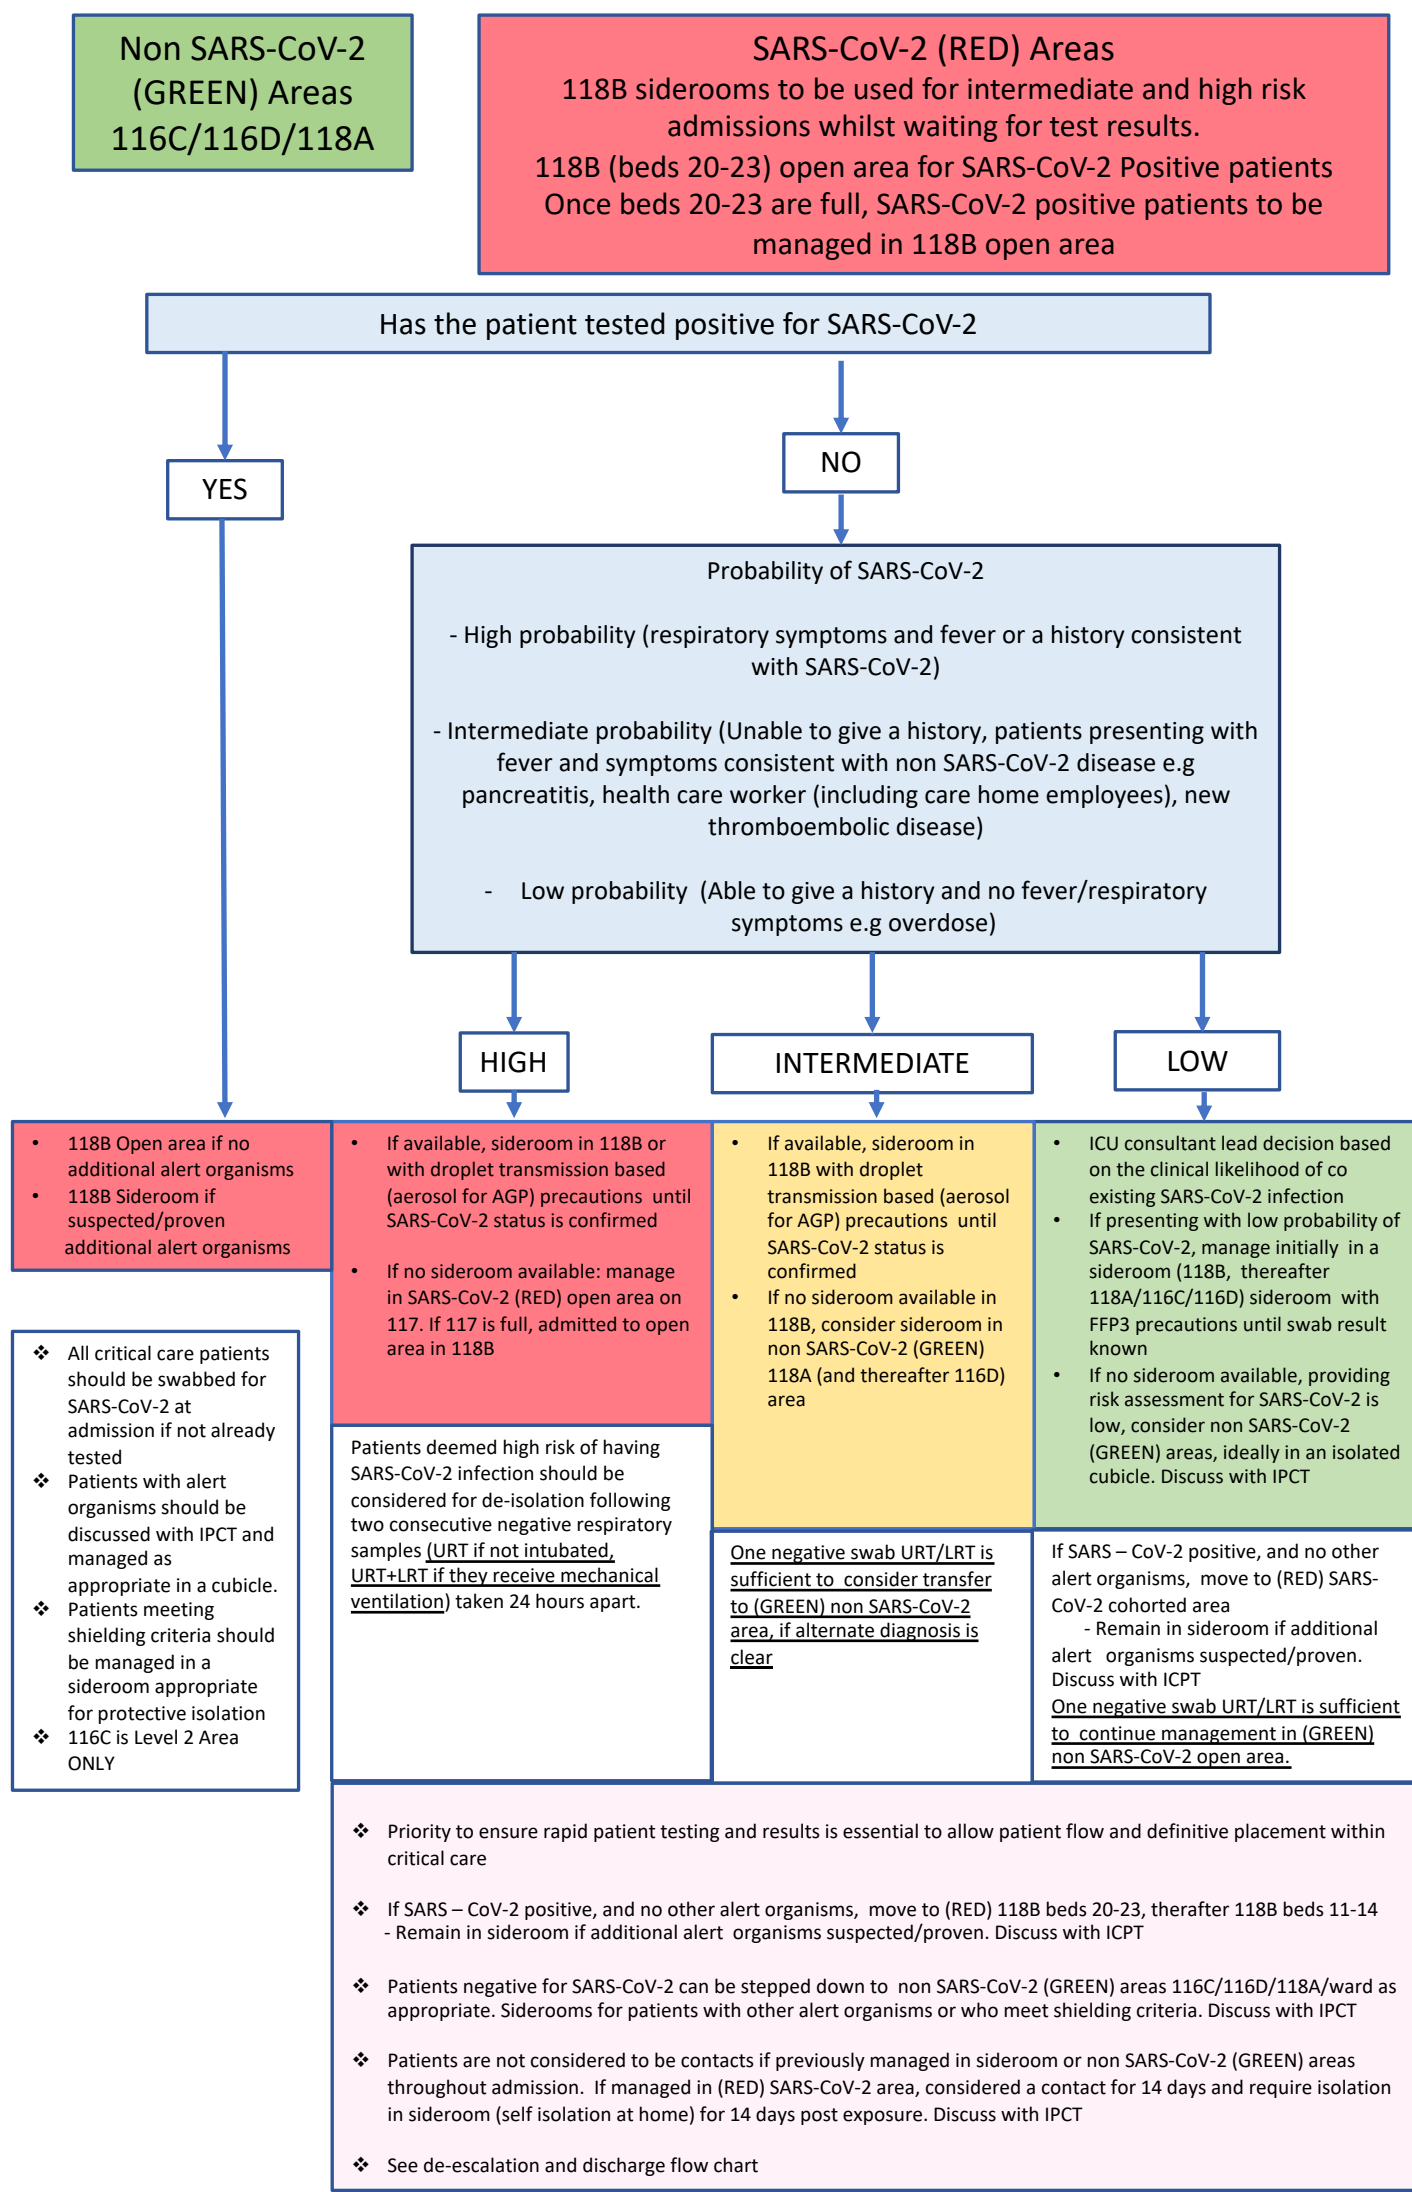 Non SARS-CoV-2
(GREEN) Areas
116C/116D/118A
SARS-CoV-2 (RED) Areas
118B siderooms to be used for intermediate and high risk
admissions whilst waiting for test results.
118B (beds 20-23) open area for SARS-CoV-2 Positive patients
Once beds 20-23 are full, SARS-CoV-2 positive patients to be
managed in 118B open area
Has the patient tested positive for SARS-CoV-2
YES
NO
Probability of SARS-CoV-2
- High probability (respiratory symptoms and fever or a history consistent
with SARS-CoV-2)
- Intermediate probability (Unable to give a history, patients presenting with
fever and symptoms consistent with non SARS-CoV-2 disease e.g
pancreatitis, health care worker (including care home employees), new
thromboembolic disease)
- Low probability (Able to give a history and no fever/respiratory
symptoms e.g overdose)
HIGH
INTERMEDIATE
LOW
• 118B Open area if no
additional alert organisms
• 118B Sideroom if
suspected/proven
additional alert organisms
• If available, sideroom in 118B or
with droplet transmission based
(aerosol for AGP) precautions until
SARS-CoV-2 status is confirmed
• If no sideroom available: manage
in SARS-CoV-2 (RED) open area on
117. If 117 is full, admitted to open
area in 118B
• If available, sideroom in
118B with droplet
transmission based (aerosol
for AGP) precautions until
SARS-CoV-2 status is
confirmed
• If no sideroom available in
118B, consider sideroom in
non SARS-CoV-2 (GREEN)
118A (and thereafter 116D)
area
• ICU consultant lead decision based
on the clinical likelihood of co
existing SARS-CoV-2 infection
• If presenting with low probability of
SARS-CoV-2, manage initially in a
sideroom (118B, thereafter
118A/116C/116D) sideroom with
FFP3 precautions until swab result
known
• If no sideroom available, providing
risk assessment for SARS-CoV-2 is
low, consider non SARS-CoV-2
(GREEN) areas, ideally in an isolated
cubicle. Discuss with IPCT
❖ All critical care patients
should be swabbed for
SARS-CoV-2 at
admission if not already
tested
❖ Patients with alert
organisms should be
discussed with IPCT and
managed as
appropriate in a cubicle.
❖ Patients meeting
shielding criteria should
be managed in a
sideroom appropriate
for protective isolation
❖ 116C is Level 2 Area
ONLY
Patients deemed high risk of having
SARS-CoV-2 infection should be
considered for de-isolation following
two consecutive negative respiratory
samples (URT if not intubated,
URT+LRT if they receive mechanical
ventilation) taken 24 hours apart.
One negative swab URT/LRT is
sufficient to consider transfer
to (GREEN) non SARS-CoV-2
area, if alternate diagnosis is
clear
If SARS – CoV-2 positive, and no other
alert organisms, move to (RED) SARS-
CoV-2 cohorted area
- Remain in sideroom if additional
alert organisms suspected/proven.
Discuss with ICPT
One negative swab URT/LRT is sufficient
to continue management in (GREEN)
non SARS-CoV-2 open area.
❖ Priority to ensure rapid patient testing and results is essential to allow patient flow and definitive placement within
critical care
❖ If SARS – CoV-2 positive, and no other alert organisms, move to (RED) 118B beds 20-23, therafter 118B beds 11-14
- Remain in sideroom if additional alert organisms suspected/proven. Discuss with ICPT
❖ Patients negative for SARS-CoV-2 can be stepped down to non SARS-CoV-2 (GREEN) areas 116C/116D/118A/ward as
appropriate. Siderooms for patients with other alert organisms or who meet shielding criteria. Discuss with IPCT
❖ Patients are not considered to be contacts if previously managed in sideroom or non SARS-CoV-2 (GREEN) areas
throughout admission. If managed in (RED) SARS-CoV-2 area, considered a contact for 14 days and require isolation
in sideroom (self isolation at home) for 14 days post exposure. Discuss with IPCT
❖ See de-escalation and discharge flow chart